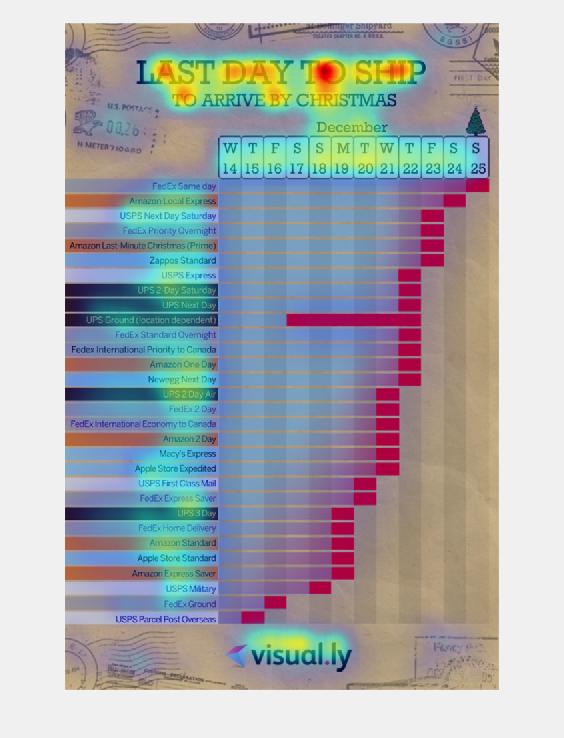 LAST DAY TO SHIP
TO ARRIVE BY CHRISTMAS
FIRST DAY
U.S. POSTAGE
00.26
N METER
December
W T F S S M T W T F S S
14 15 16 17 18 19 20 21 22 23 24 25
FedEx Same day
Amazon Local Express
USPS Next Day Saturday
FedEx Priority Overnight
Amazon Last-Minute Christmas (Prime)
Zappos Standard
USPS Express
UPS 2-Day Saturday
UPS Next Day
UPS Ground (location dependent)
FedEx Standard Overnight
Fedex International Priority to Canada
Amazon One Day
Newegg Next Day
UPS 2 Day Air
FedEx 2 Day
FedEx International Economy to Canada
Amazon 2 Day
Macy's Express
Apple Store Expedited
USPS First Class Mail
FedEx Express Saver
UPS 3 Day
FedEx Home Delivery
Amazon Standard
Apple Store Standard
Amazon Express Saver
USPS Military
FedEx Ground
USPS Parcel Post Overseas
visual.ly